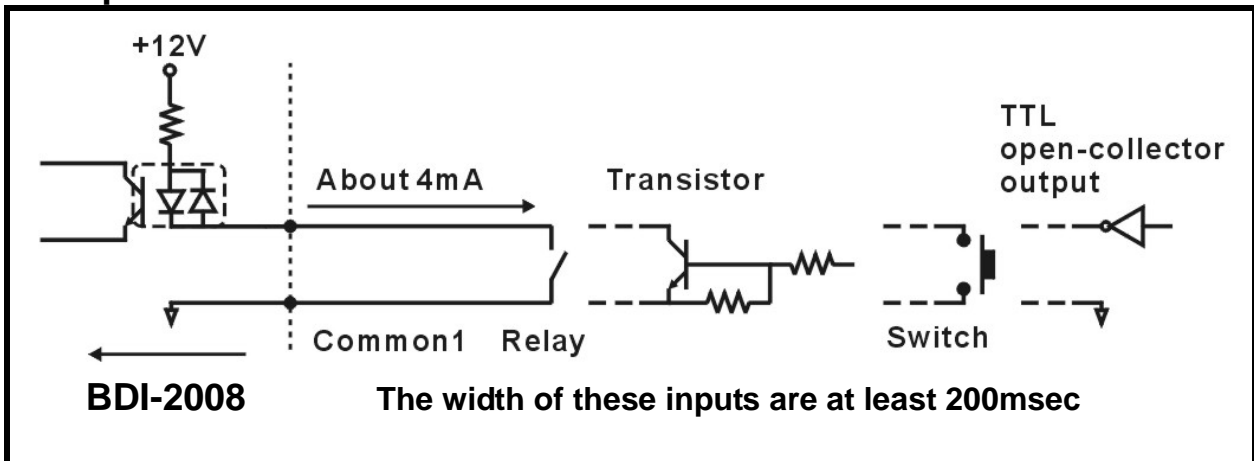 +12V
About 4mA
Transistor
TTL
open-collector
output
Common1
Relay
Switch
BDI-2008
The width of these inputs are at least 200msec